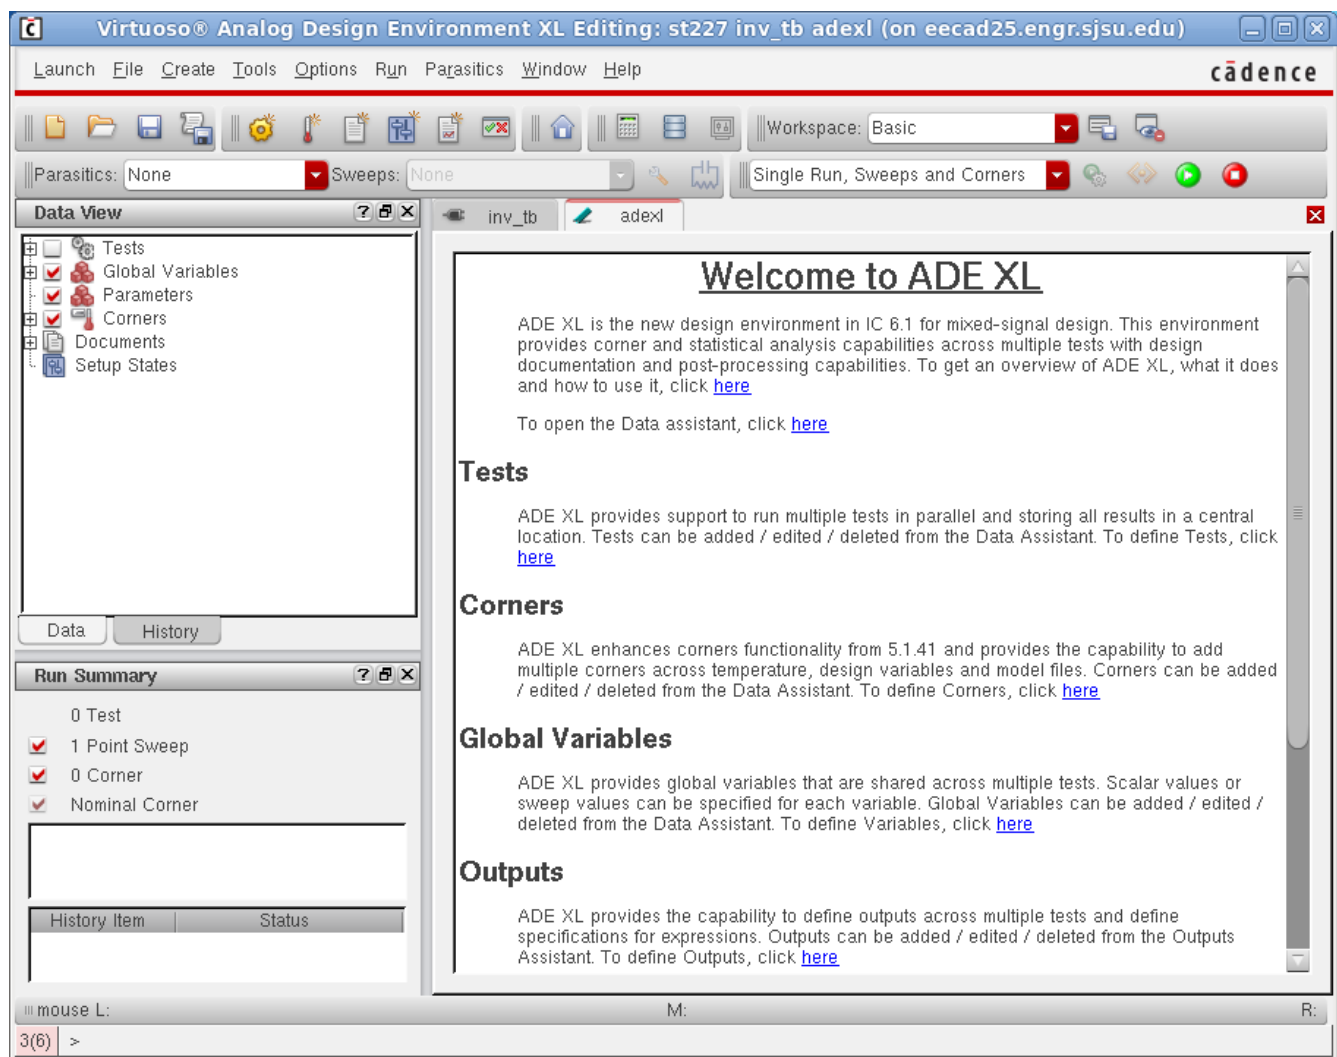 Virtuoso® Analog Design Environment XL Editing: st227 inv_tb adexl (on eecad25.engr.sjsu.edu)
Launch File Create Tools Options Run Parasitics Window Help
cādence
Workspace: Basic
Parasitics: None
Sweeps: None
Single Run, Sweeps and Corners
Data View
inv_tb
adexl
Tests
Global Variables
Parameters
Corners
Documents
Setup States
Data
History
Run Summary
0 Test
1 Point Sweep
0 Corner
Nominal Corner
History Item
Status
Welcome to ADE XL
ADE XL is the new design environment in IC 6.1 for mixed-signal design. This environment
provides corner and statistical analysis capabilities across multiple tests with design
documentation and post-processing capabilities. To get an overview of ADE XL, what it does
and how to use it, click here
To open the Data assistant, click here
Tests
ADE XL provides support to run multiple tests in parallel and storing all results in a central
location. Tests can be added / edited / deleted from the Data Assistant. To define Tests, click
here
Corners
ADE XL enhances corners functionality from 5.1.41 and provides the capability to add
multiple corners across temperature, design variables and model files. Corners can be added
/ edited / deleted from the Data Assistant. To define Corners, click here
Global Variables
ADE XL provides global variables that are shared across multiple tests. Scalar values or
sweep values can be specified for each variable. Global Variables can be added / edited /
deleted from the Data Assistant. To define Variables, click here
Outputs
ADE XL provides the capability to define outputs across multiple tests and define
specifications for expressions. Outputs can be added / edited / deleted from the Outputs
Assistant. To define Outputs, click here
mouse L:
M:
R:
3(6) >